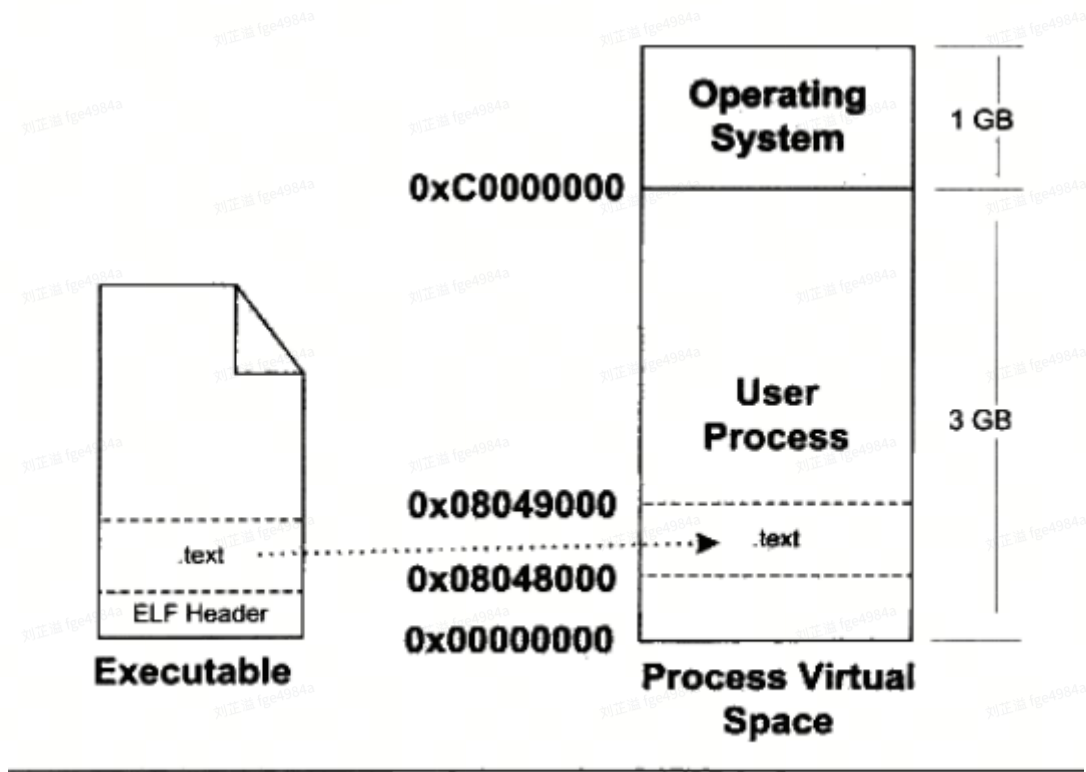 Operating
System
1 GB
0xC0000000
User
Process
3 GB
0x08049000
.text
.text
0x08048000
ELF Header
0x00000000
Executable
Process Virtual
Space